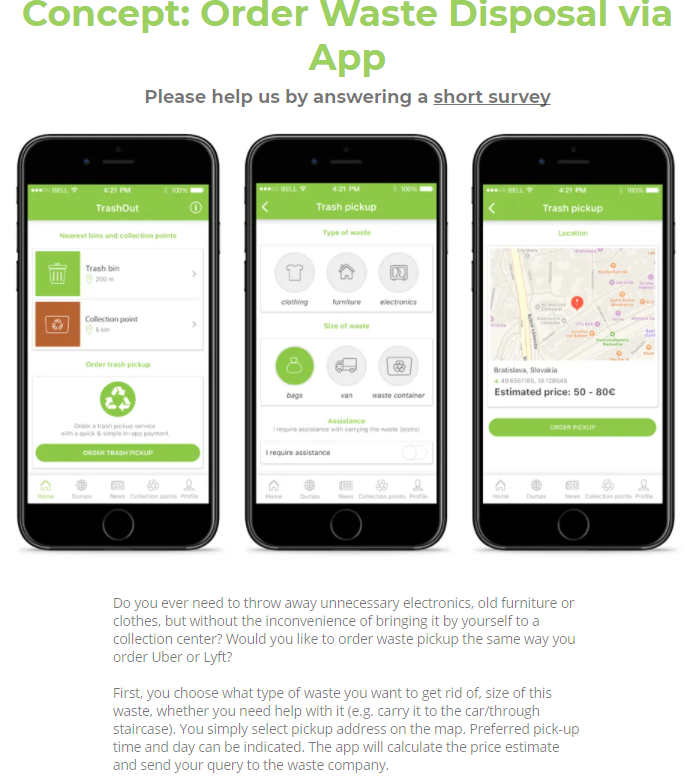 Concept: Order Waste Disposal via
App
Please help us by answering a short survey
BELL 4:21 PM 100%
TrashOut
Nearest bins and collection points
Trash bin
200 m
Collection point
5 km
Order trash pickup
Order a trash pickup service
with a quick & simple in-app payment.
ORDER TRASH PICKUP
Home Dumps News Collection points Profile
BELL 4:21 PM 100%
Trash pickup
Type of waste
clothing furniture electronics
Size of waste
bags van waste container
Assistance
I require assistance with carrying the waste (stairs)
I require assistance
Home Dumps News Collection points Profile
BELL 4:21 PM 100%
Trash pickup
Location
Bratislava, Slovakia
Estimated price: 50 - 80€
ORDER PICKUP
Home Dumps News Collection points Profile
Do you ever need to throw away unnecessary electronics, old furniture or
clothes, but without the inconvenience of bringing it by yourself to a
collection center? Would you like to order waste pickup the same way you
order Uber or Lyft?
First, you choose what type of waste you want to get rid of, size of this
waste, whether you need help with it (e.g. carry it to the car/through
staircase). You simply select pickup address on the map. Preferred pick-up
time and day can be indicated. The app will calculate the price estimate
and send your query to the waste company.